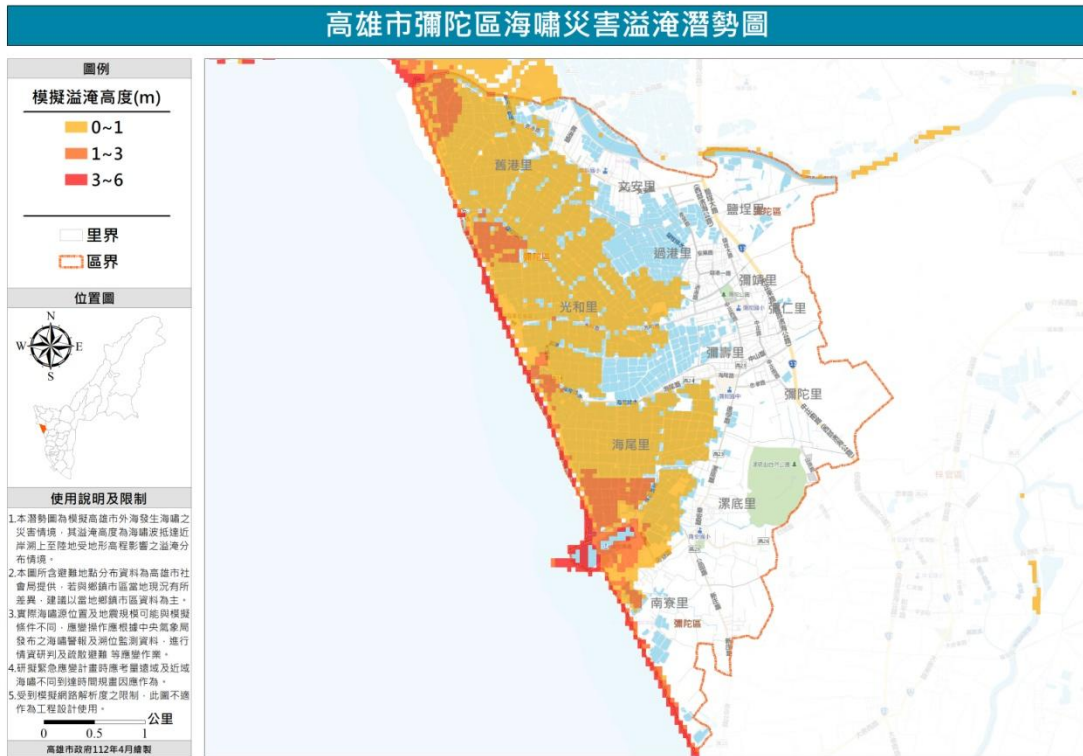 高雄市彌陀區海嘯災害溢淹潛勢圖
圖例
模擬溢淹高度(m)
0~1
1~3
3~6
里界
區界
位置圖
N
W
E
S
使用說明及限制
1.本潛勢圖為模擬高雄市外海發生海嘯之
災害情境，其溢淹高度為海嘯波抵達近
岸溯上至陸地受地形高程影響之溢淹分
布情境。
2.本圖所含避難地點分布資料為高雄市社
會局提供，若與鄉鎮市區當地現況有所
差異，建議以當地鄉鎮市區資料為主。
3.實際海嘯源位置及地震規模可能與模擬
條件不同，應變操作應根據中央氣象局
發布之海嘯警報及潮位監測資料，進行
情資研判及疏散避難 等應變作業。
4.研擬緊急應變計畫時應考量遠域及近域
海嘯不同到達時間規畫因應作為。
5.受到模擬網路解析度之限制，此圖不適
作為工程設計使用。
公里
0 0.5 1
高雄市政府112年4月繪製
舊港里
文安里
鹽埕里
彌陀區
過港里
彌靖里
光和里
彌仁里
彌壽里
中山路
彌陀里
海尾里
漯底里
南寮里
彌陀區